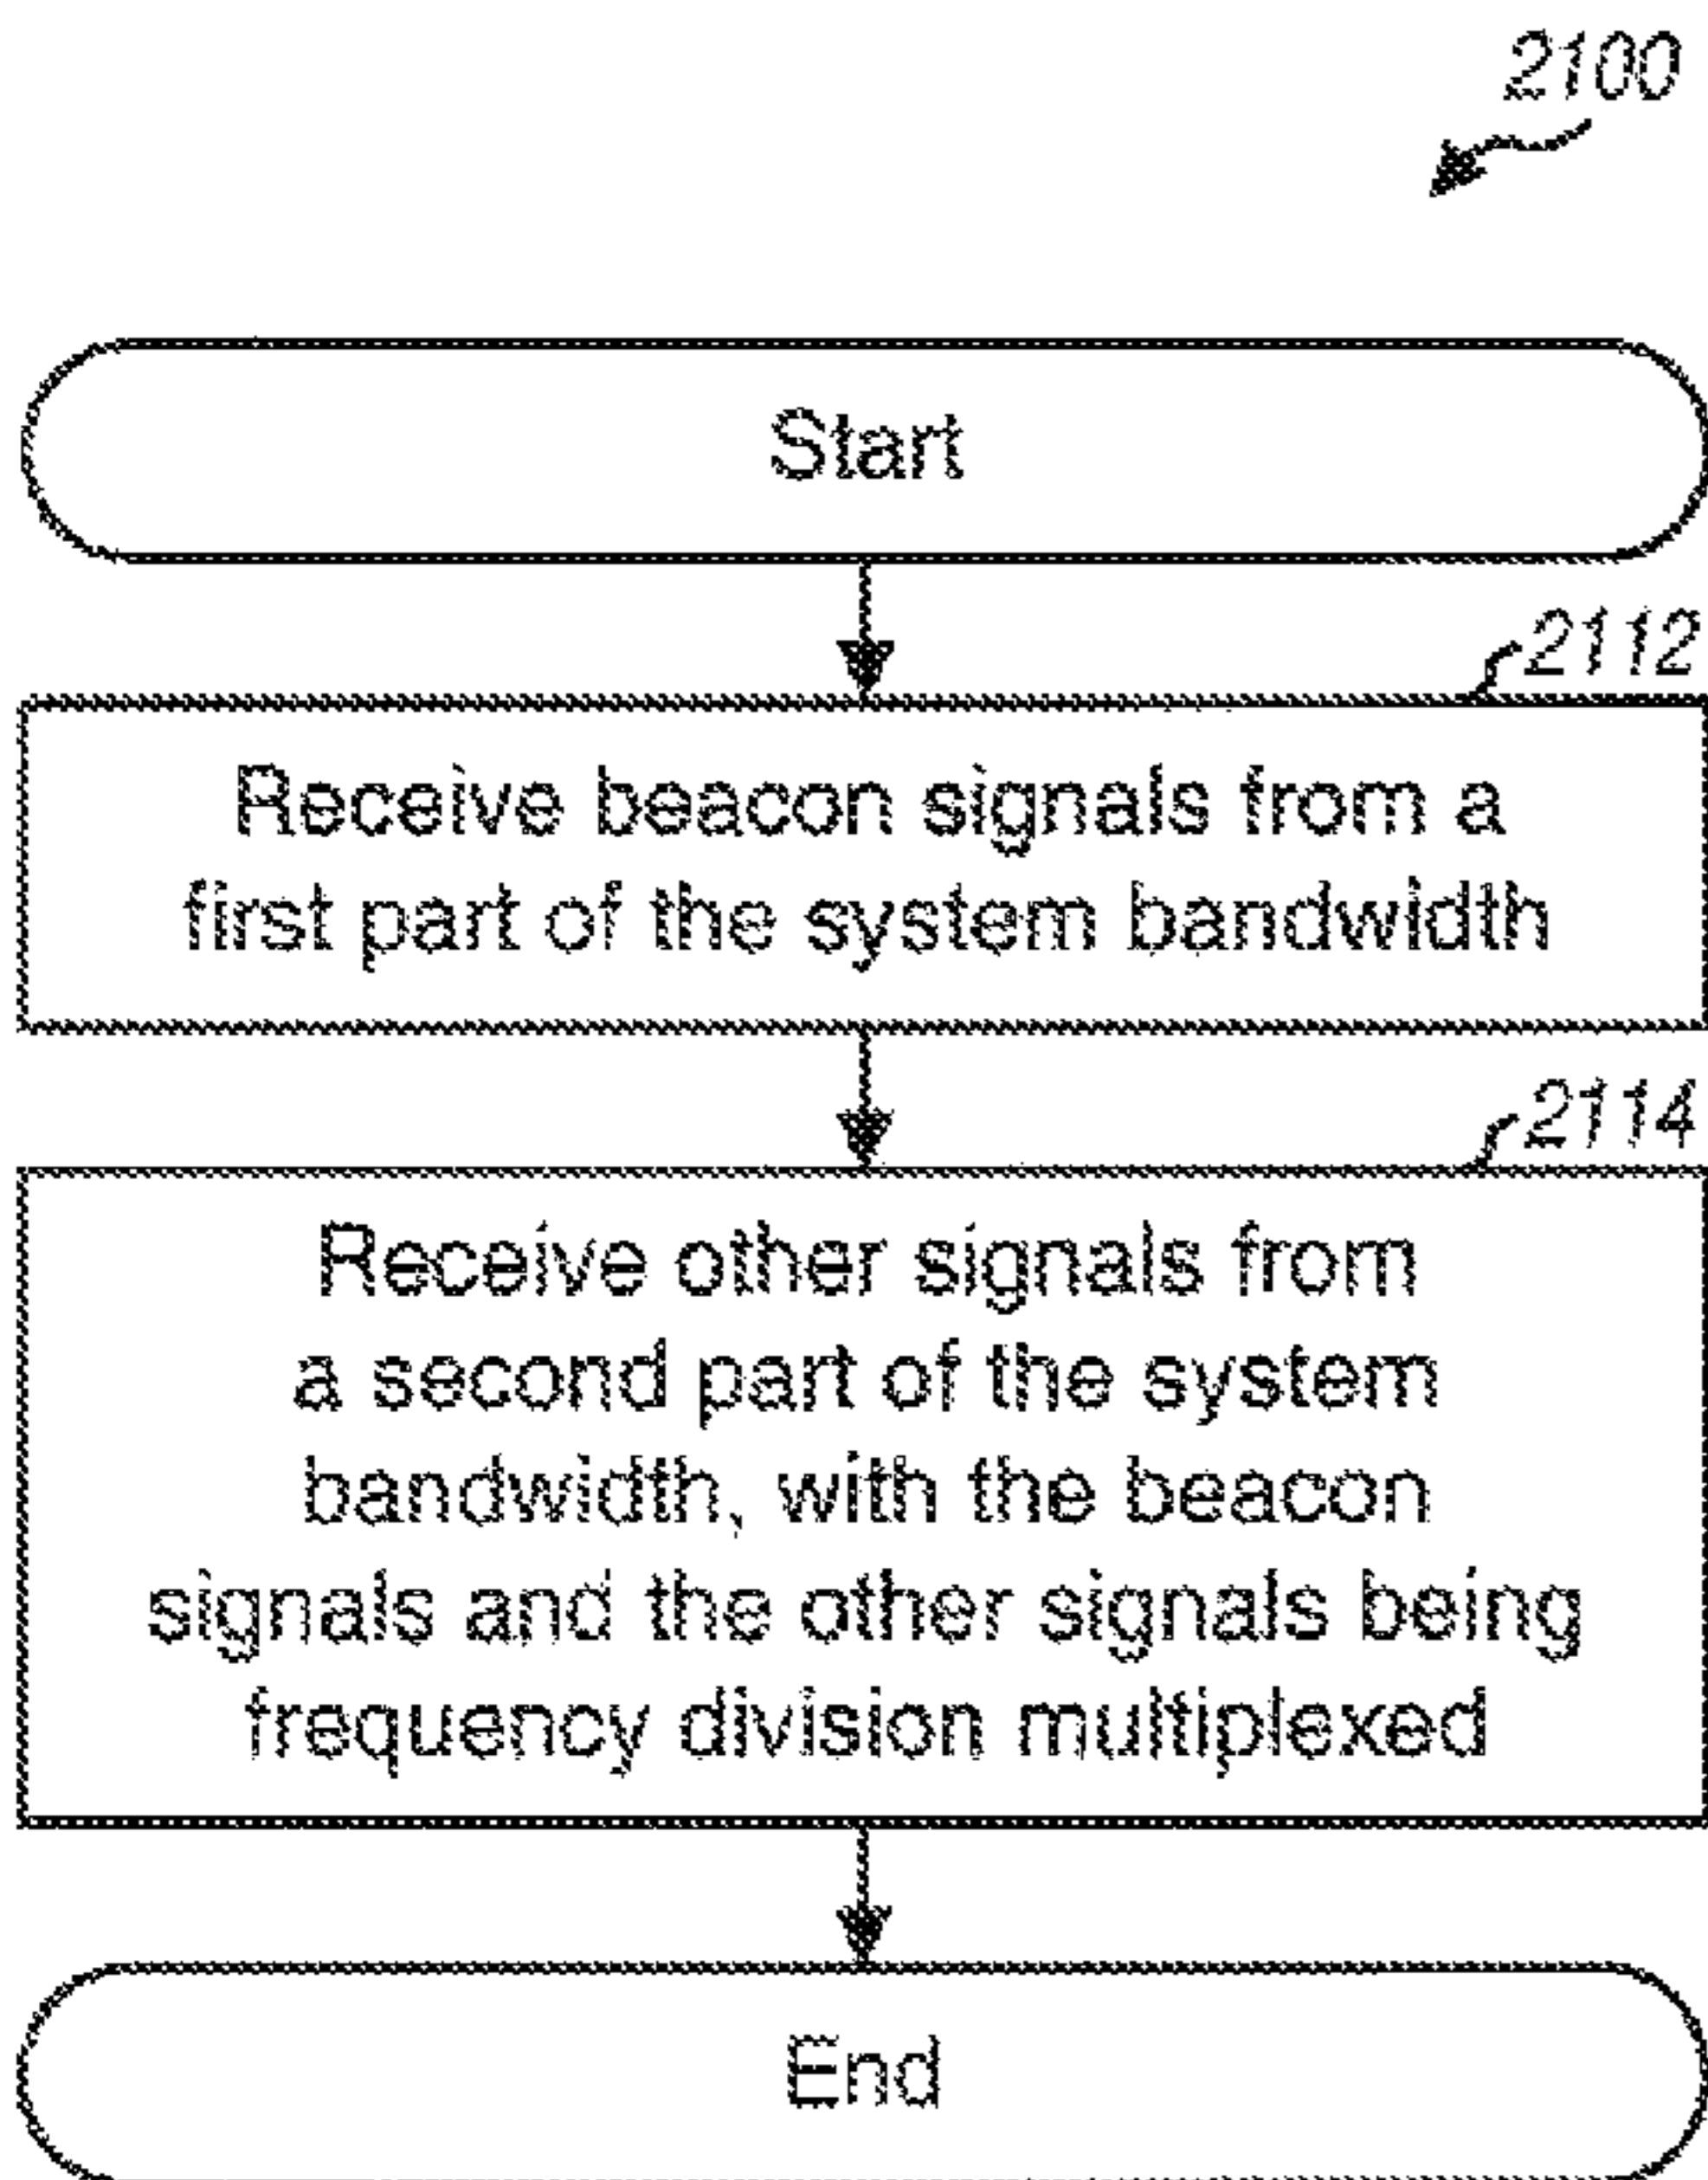 2100
Start
2112
Receive beacon signals from a
first part of the system bandwidth
2114
Receive other signals from
a second part of the system
bandwidth, with the beacon
signals and the other signals being
frequency division multiplexed
End